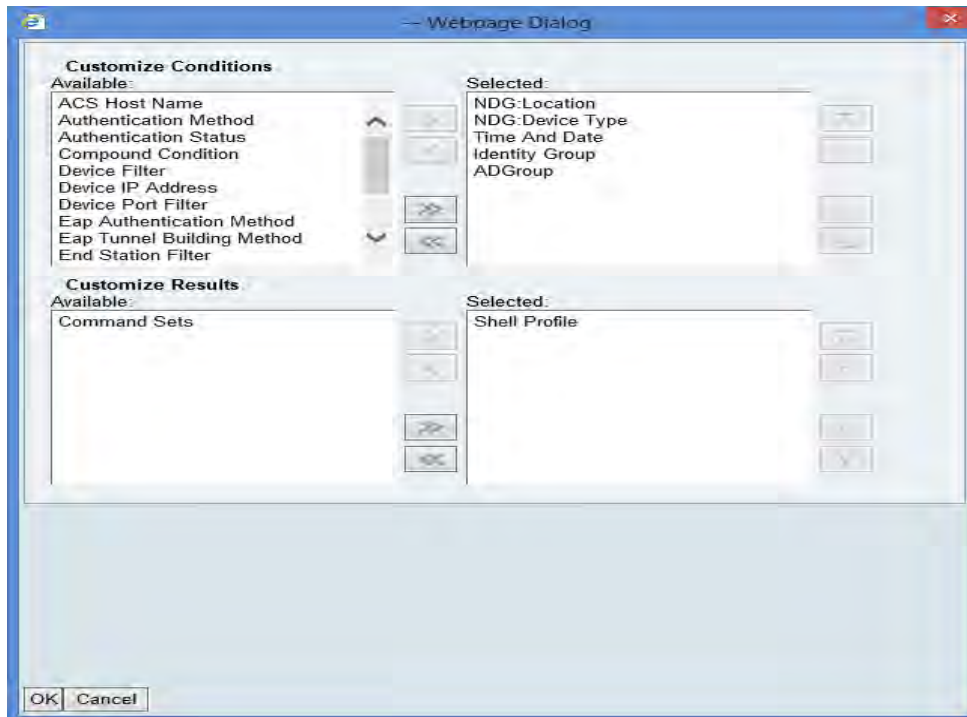 -- Webpage Dialog
Customize Conditions
Available:
ACS Host Name
Authentication Method
Authentication Status
Compound Condition
Device Filter
Device IP Address
Device Port Filter
Eap Authentication Method
Eap Tunnel Building Method
End Station Filter
>
<
>>
<<
Selected:
NDG:Location
NDG:Device Type
Time And Date
Identity Group
ADGroup
Customize Results
Available:
Command Sets
>
<
>>
<<
Selected:
Shell Profile
OK
Cancel